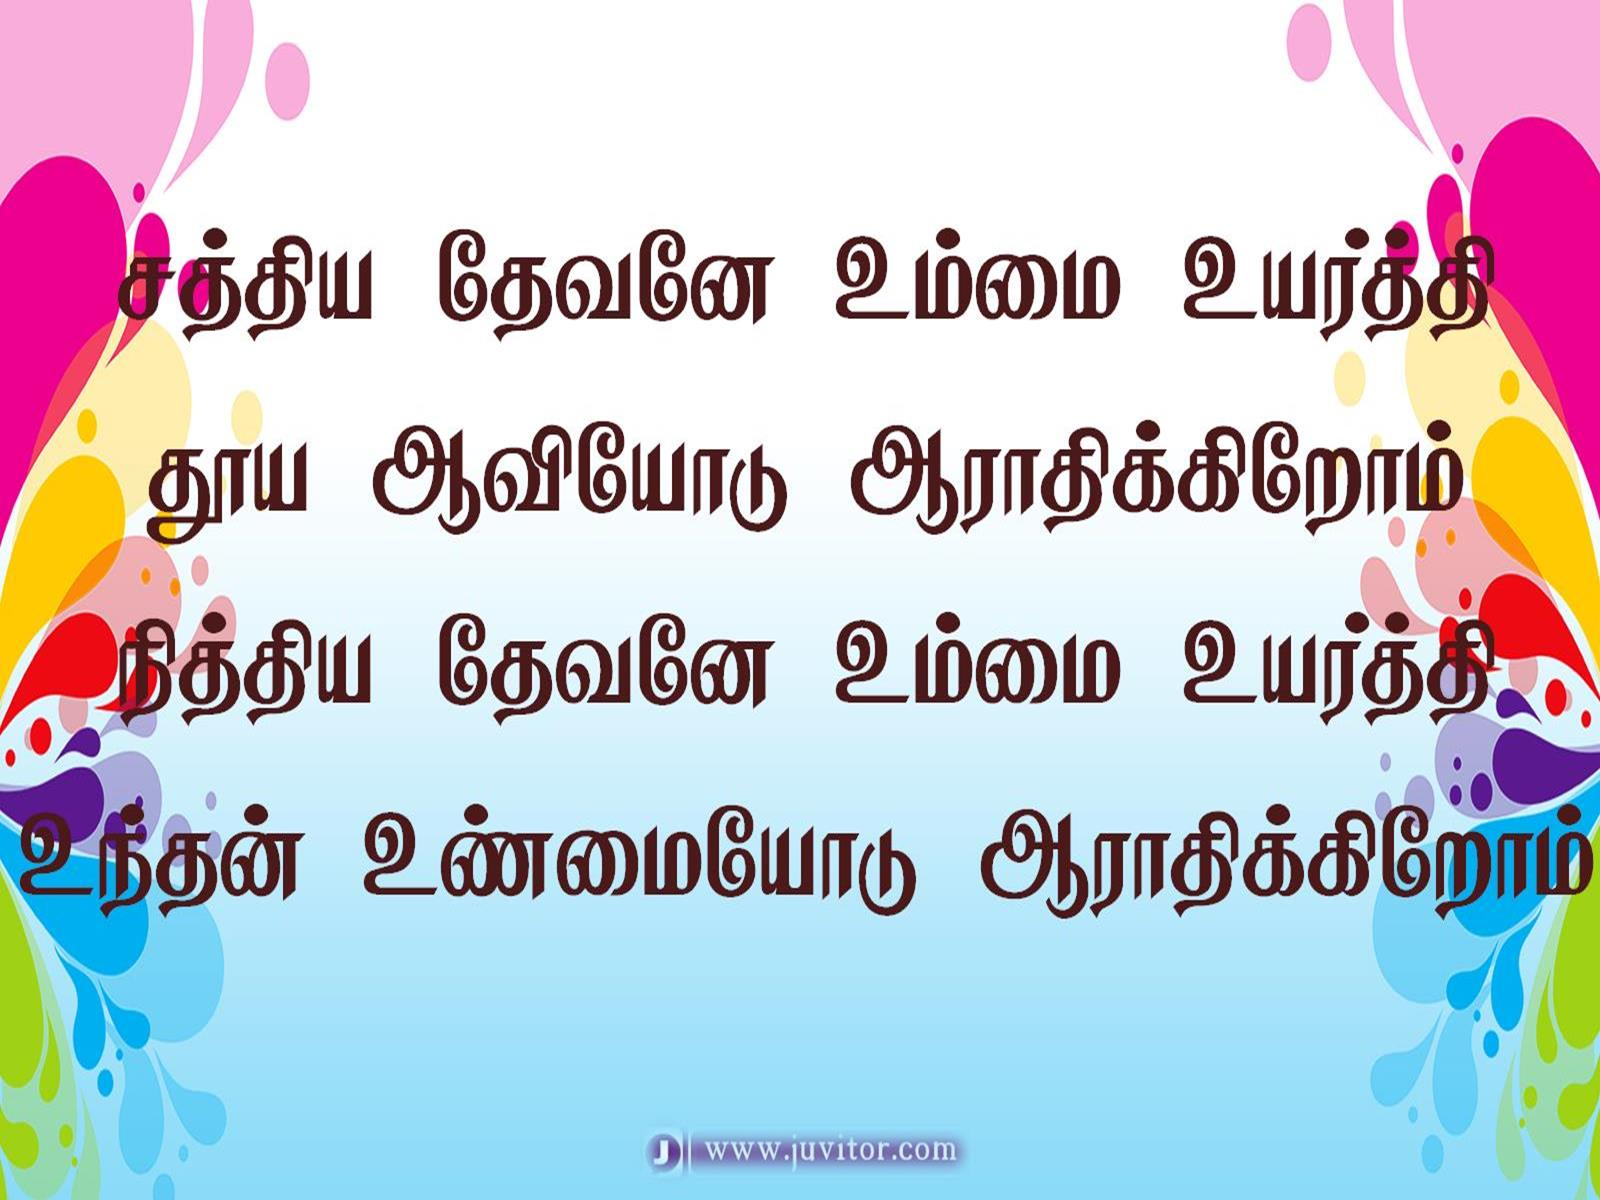 சத்திய தேவனே உம்மை உயர்த்தி
தூய ஆவியோடு ஆராதிக்கிறோம்
நித்திய தேவனே உம்மை உயர்த்தி
உந்தன் உண்மையோடு ஆராதிக்கிறோம்
J www.juvitor.com